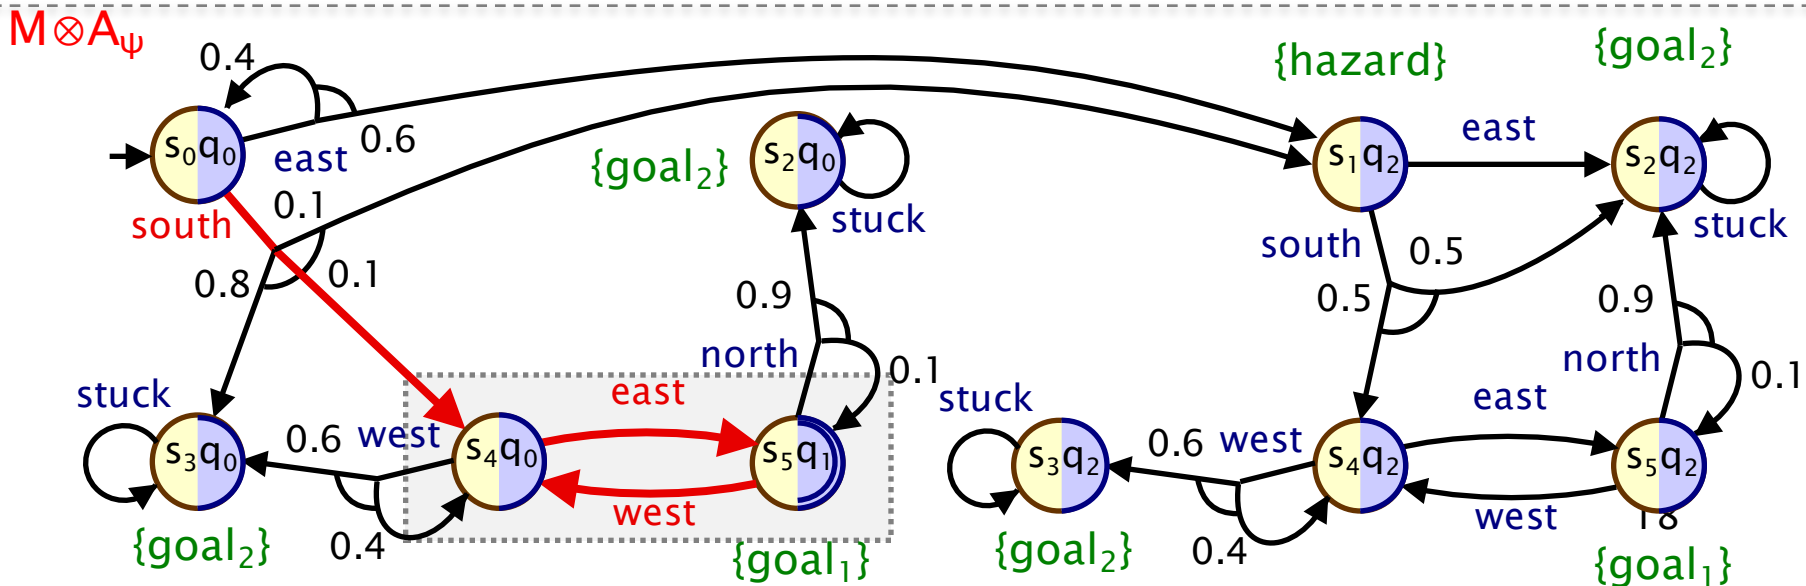 M⊗Aψ
0.4
{hazard}
{goal₂}
s₀q₀
0.6
east
{goal₂}
s₂q₀
stuck
s₁q₂
east
s₂q₂
stuck
south
0.1
0.8
0.1
south
0.5
0.5
0.9
north
0.1
0.9
north
0.1
stuck
s₃q₀
{goal₂}
0.6
west
0.4
s₄q₀
east
west
s₅q₁
{goal₁}
stuck
s₃q₂
{goal₂}
0.6
west
0.4
s₄q₂
east
west
s₅q₂
18
{goal₁}